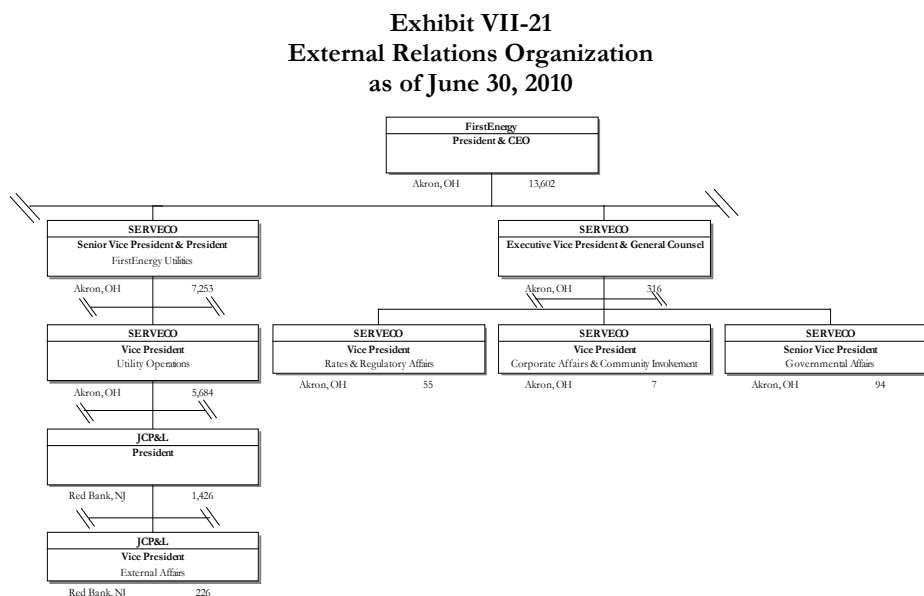 Exhibit VII-21
External Relations Organization
as of June 30, 2010
FirstEnergy
President & CEO
Akron, OH 13,602
SERVECO
Senior Vice President & President
FirstEnergy Utilities
Akron, OH 7,253
SERVECO
Executive Vice President & General Counsel
Akron, OH 316
SERVECO
Vice President
Utility Operations
Akron, OH 5,684
SERVECO
Vice President
Rates & Regulatory Affairs
Akron, OH 55
SERVECO
Vice President
Corporate Affairs & Community Involvement
Akron, OH 7
SERVECO
Senior Vice President
Governmental Affairs
Akron, OH 94
JCP&L
President
Red Bank, NJ 1,426
JCP&L
Vice President
External Affairs
Red Bank, NJ 226